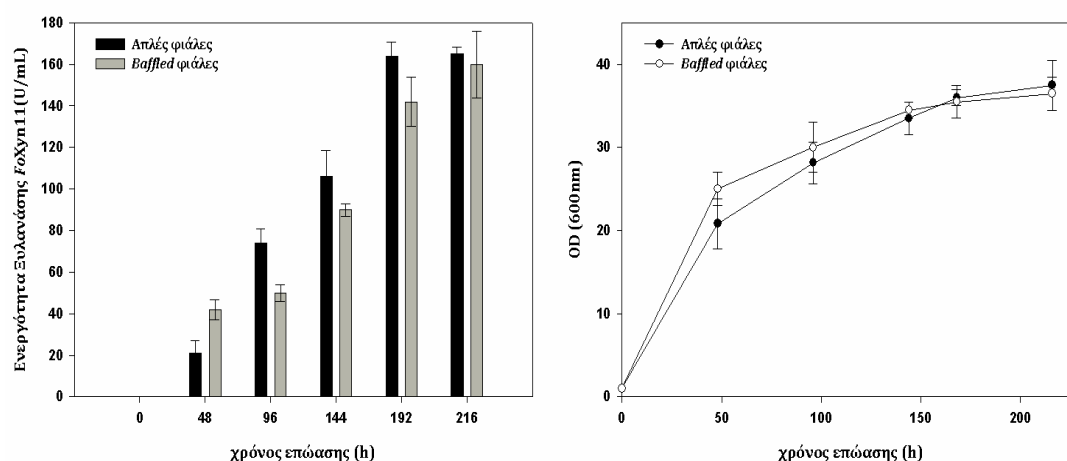 Απλές φιάλες
Baffled φιάλες
Ενεργότητα Ξυλανάσης FoXyn11(U/mL)
180
160
140
120
100
80
60
40
20
0
0 48 96 144 192 216
χρόνος επώασης (h)
Απλές φιάλες
Baffled φιάλες
OD (600nm)
40
30
20
10
0
0 50 100 150 200
χρόνος επώασης (h)